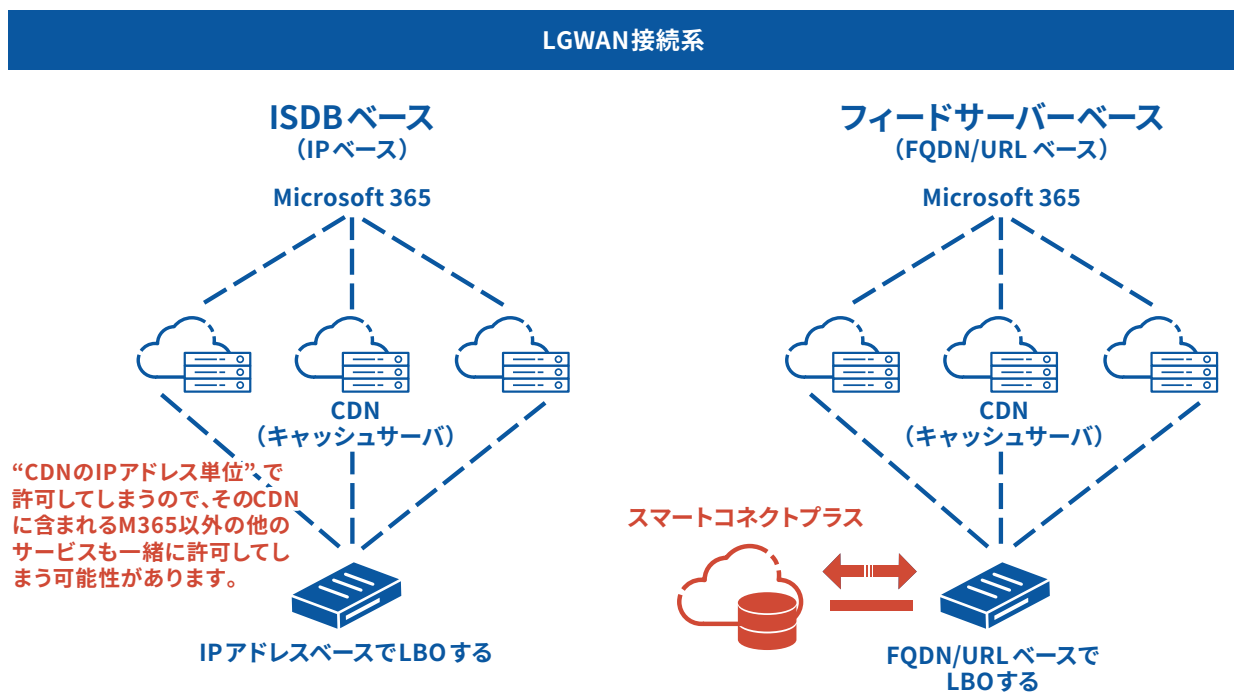 LGWAN接続系
ISDBベース
（IPベース）
Microsoft 365
CDN
（キャッシュサーバ）
“CDNのIPアドレス単位”で
許可してしまうので、そのCDN
に含まれるM365以外の他の
サービスも一緒に許可してし
まう可能性があります。
IPアドレスベースでLBOする
フィードサーバーベース
（FQDN/URL ベース）
Microsoft 365
CDN
（キャッシュサーバ）
スマートコネクトプラス
FQDN/URLベースで
LBOする